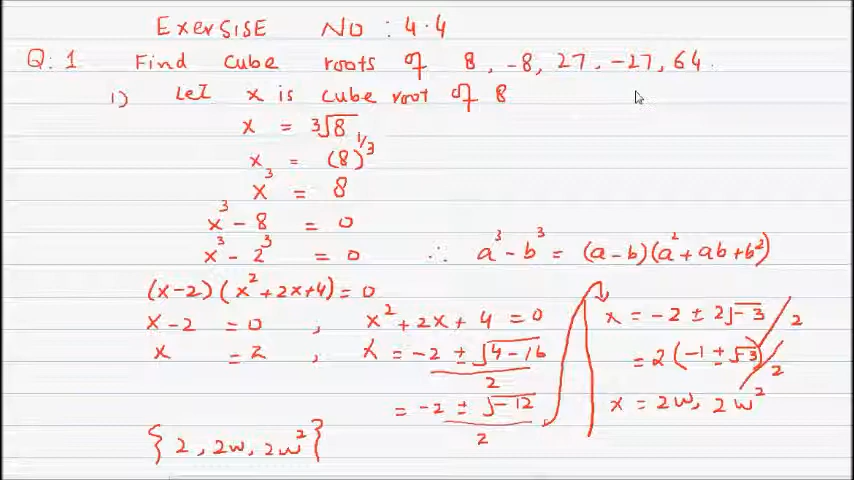 ExerSISE NO : 4.4
Q:1 Find cube roots of 8, -8, 27, -27, 64.
1) Let x is cube root of 8
x = ³√8
x = (8)^1/3
x³ = 8
x³ - 8 = 0
x³ - 2³ = 0 ∴ a³ - b³ = (a-b)(a²+ab+b²)
(x-2)(x²+2x+4)=0
x-2 = 0 , x²+2x+4 = 0
x = 2 , x = -2 ± √4-16 / 2
= -2 ± √-12 / 2
x = -2 ± 2√-3 / 2
= 2(-1 ± √-3) / 2
x = 2w, 2w²
{2, 2w, 2w²}